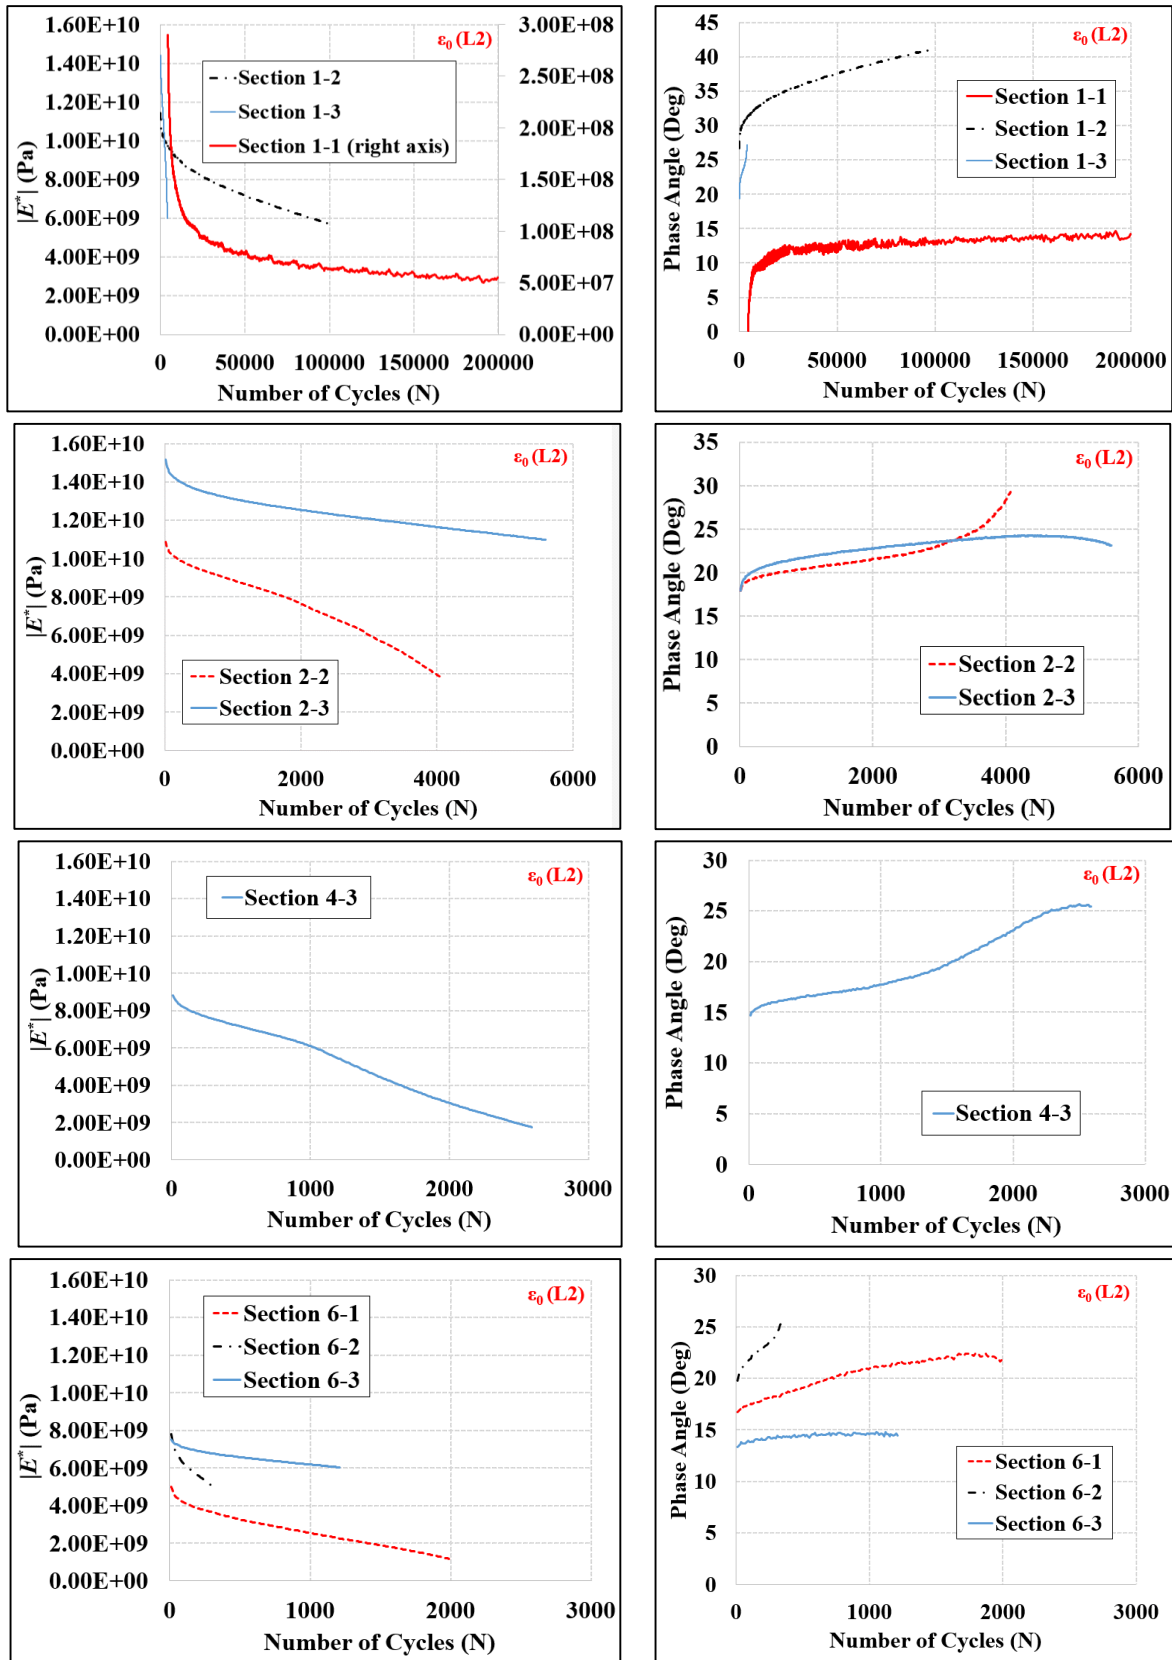 1.60E+10
1.40E+10
1.20E+10
1.00E+10
8.00E+09
6.00E+09
4.00E+09
2.00E+09
0.00E+00
|E*| (Pa)
3.00E+08
2.50E+08
2.00E+08
1.50E+08
1.00E+08
5.00E+07
0.00E+00
ε0 (L2)
Section 1-2
Section 1-3
Section 1-1 (right axis)
0 50000 100000 150000 200000
Number of Cycles (N)
45
40
35
30
25
20
15
10
5
0
Phase Angle (Deg)
ε0 (L2)
Section 1-1
Section 1-2
Section 1-3
0 50000 100000 150000 200000
Number of Cycles (N)
1.60E+10
1.40E+10
1.20E+10
1.00E+10
8.00E+09
6.00E+09
4.00E+09
2.00E+09
0.00E+00
|E*| (Pa)
ε0 (L2)
Section 2-2
Section 2-3
0 2000 4000 6000
Number of Cycles (N)
35
30
25
20
15
10
5
0
Phase Angle (Deg)
ε0 (L2)
Section 2-2
Section 2-3
0 2000 4000 6000
Number of Cycles (N)
1.60E+10
1.40E+10
1.20E+10
1.00E+10
8.00E+09
6.00E+09
4.00E+09
2.00E+09
0.00E+00
|E*| (Pa)
ε0 (L2)
Section 4-3
0 1000 2000 3000
Number of Cycles (N)
30
25
20
15
10
5
0
Phase Angle (Deg)
ε0 (L2)
Section 4-3
0 1000 2000 3000
Number of Cycles (N)
1.60E+10
1.40E+10
1.20E+10
1.00E+10
8.00E+09
6.00E+09
4.00E+09
2.00E+09
0.00E+00
|E*| (Pa)
ε0 (L2)
Section 6-1
Section 6-2
Section 6-3
0 1000 2000 3000
Number of Cycles (N)
30
25
20
15
10
5
0
Phase Angle (Deg)
ε0 (L2)
Section 6-1
Section 6-2
Section 6-3
0 1000 2000 3000
Number of Cycles (N)